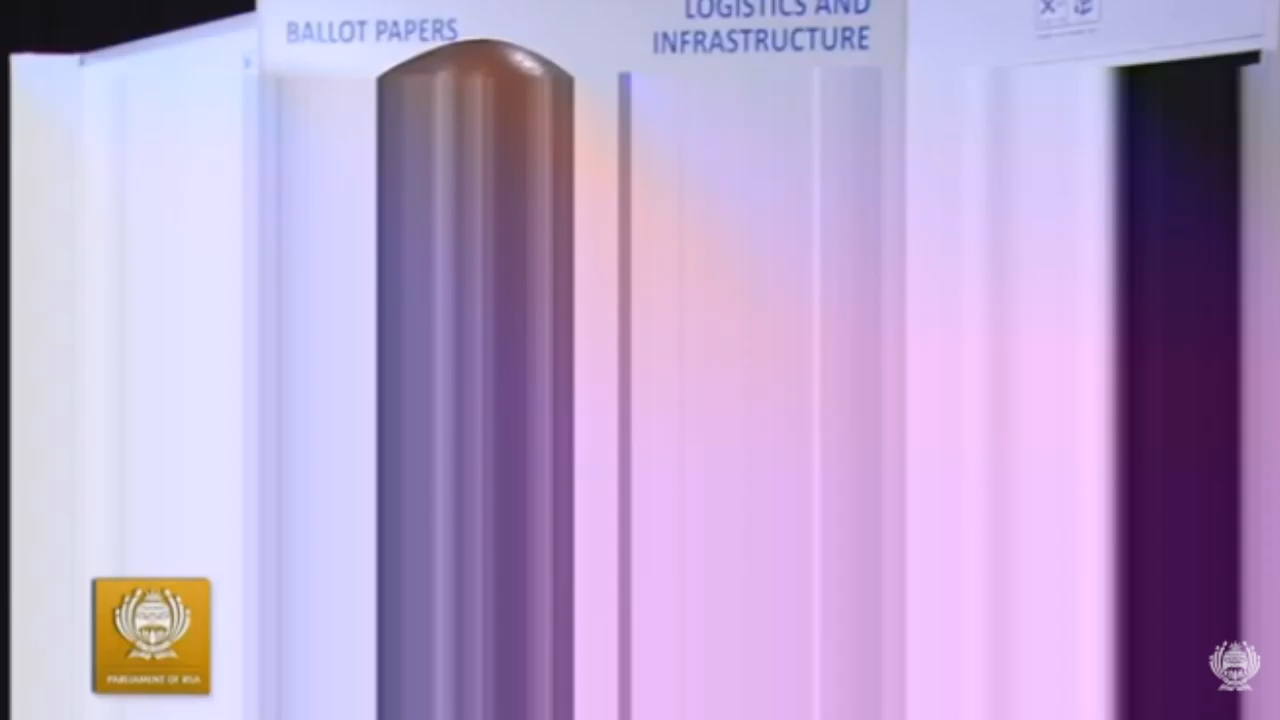 BALLOT PAPERS
LOGISTICS AND
INFRASTRUCTURE
PARLIAMENT OF RSA